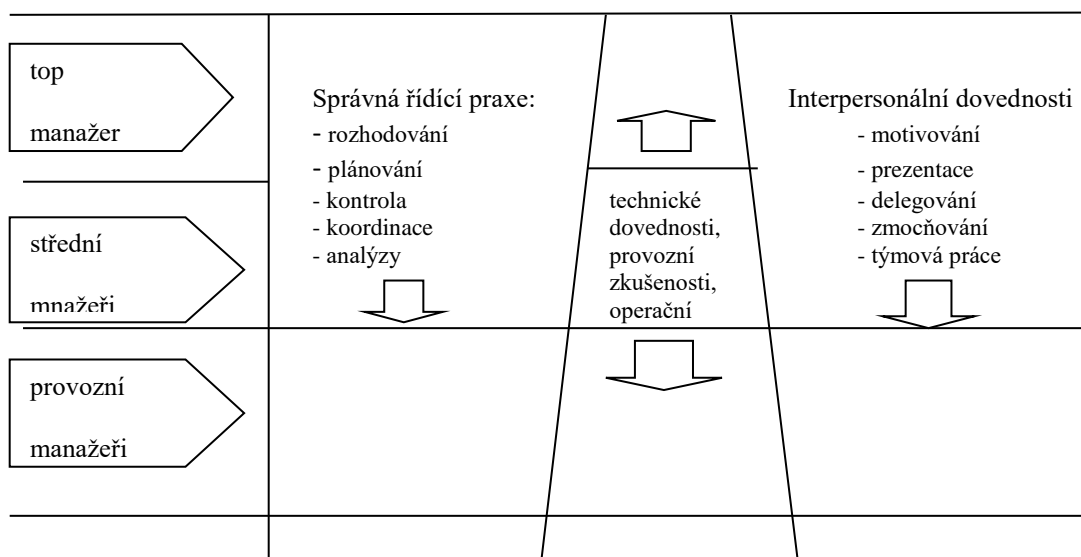 top
manažer
střední
mnažeři
provozní
manažeři
Správná řídící praxe:
- rozhodování
- plánování
- kontrola
- koordinace
- analýzy
technické
dovednosti,
provozní
zkušenosti,
operační
Interpersonální dovednosti
- motivování
- prezentace
- delegování
- zmocňování
- týmová práce